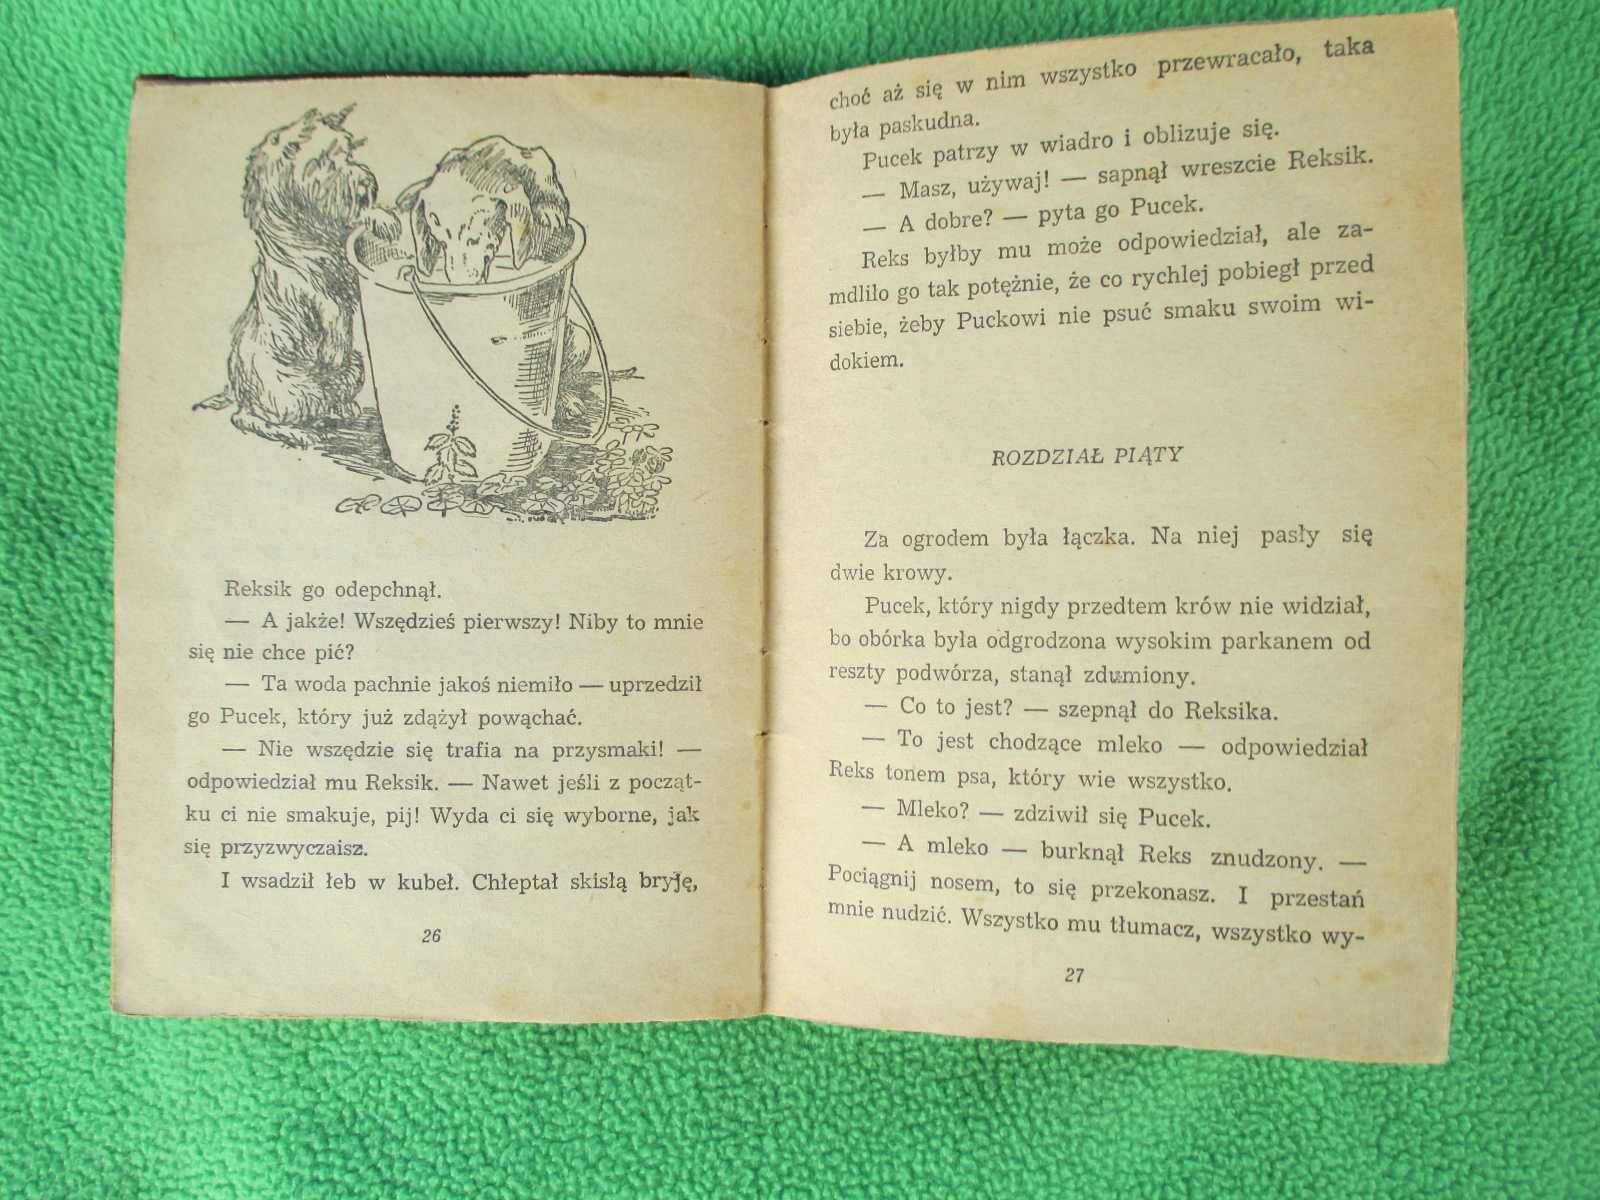 Reksik go odepchnął.
— A jakże! Wszędzieś pierwszy! Niby to mnie
się nie chce pić?
— Ta woda pachnie jakoś niemiło — uprzedził
go Pucek, który już zdążył powąchać.
— Nie wszędzie się trafia na przysmaki! —
odpowiedział mu Reksik. — Nawet jeśli z począt-
ku ci nie smakuje, pij! Wyda ci się wyborne, jak
się przyzwyczaisz.
I wsadził łeb w kubeł. Chłeptał skisłą bryję,
26
choć aż się w nim wszystko przewracało, taka
była paskudna.
Pucek patrzy w wiadro i oblizuje się.
— Masz, używaj! — sapnął wreszcie Reksik.
— A dobre? — pyta go Pucek.
Reks byłby mu może odpowiedział, ale za-
mdliło go tak potężnie, że co rychlej pobiegł przed
siebie, żeby Puckowi nie psuć smaku swoim wi-
dokiem.
ROZDZIAŁ PIĄTY
Za ogrodem była łączka. Na niej pasły się
dwie krowy.
Pucek, który nigdy przedtem krów nie widział,
bo obórka była odgrodzona wysokim parkanem od
reszty podwórza, stanął zdumiony.
— Co to jest? — szepnął do Reksika.
— To jest chodzące mleko — odpowiedział
Reks tonem psa, który wie wszystko.
— Mleko? — zdziwił się Pucek.
— A mleko — burknął Reks znudzony. —
Pociągnij nosem, to się przekonasz. I przestań
mnie nudzić. Wszystko mu tłumacz, wszystko wy-
27